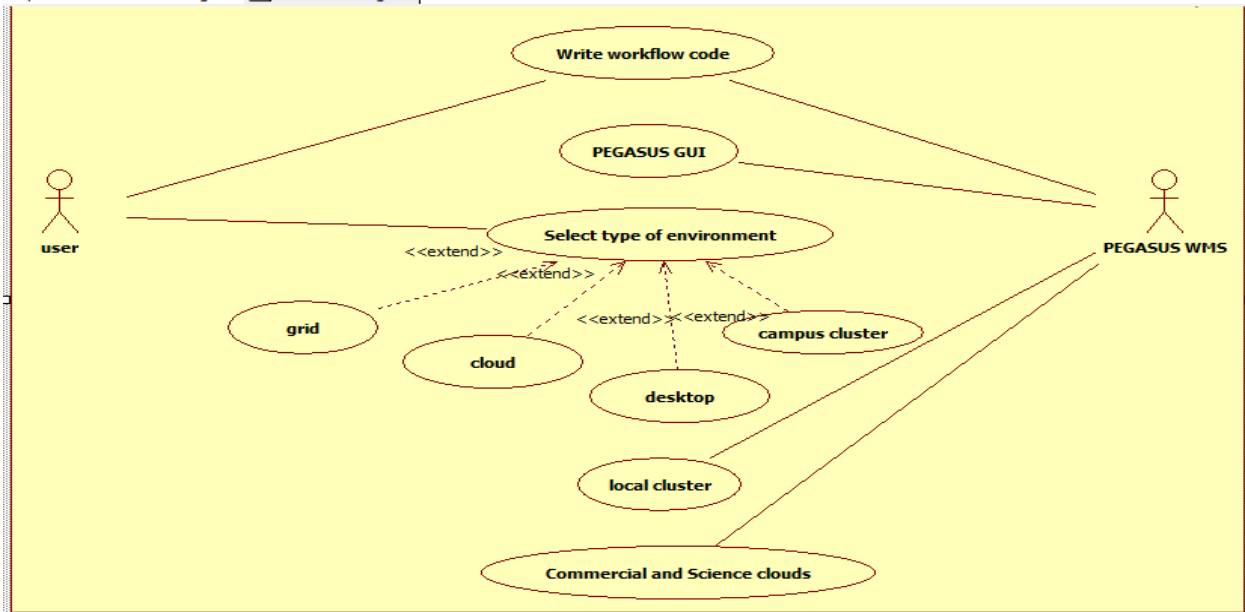 Write workflow code
PEGASUS GUI
user
Select type of environment
PEGASUS WMS
<<extend>>
<<extend>>
<<extend>>
<<extend>>
grid
cloud
campus cluster
desktop
local cluster
Commercial and Science clouds